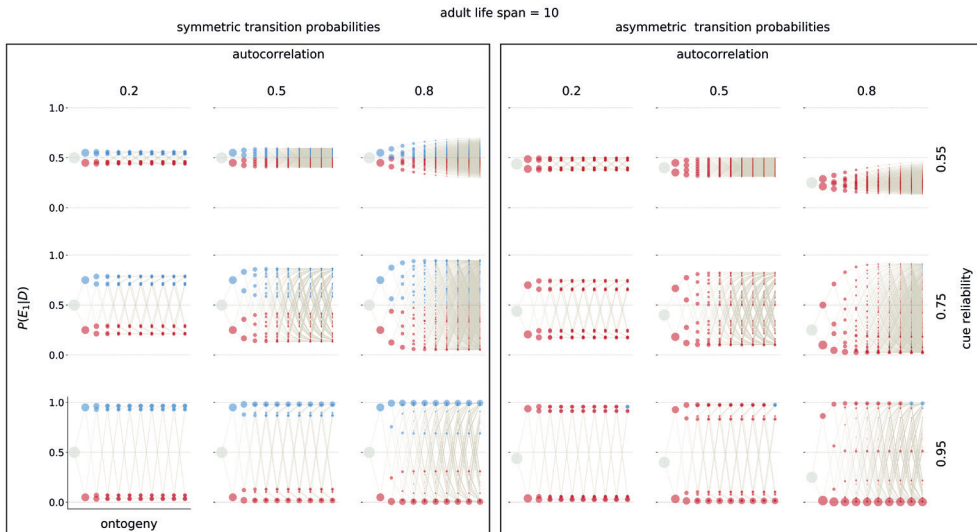 adult life span = 10
symmetric transition probabilities
asymmetric transition probabilities
autocorrelation
autocorrelation
0.2
0.5
0.8
0.2
0.5
0.8
1.0
0.5
0.0
1.0
0.5
0.0
1.0
0.5
0.0
P(E₁|D)
ontogeny
0.55
0.75
0.95
cue reliability